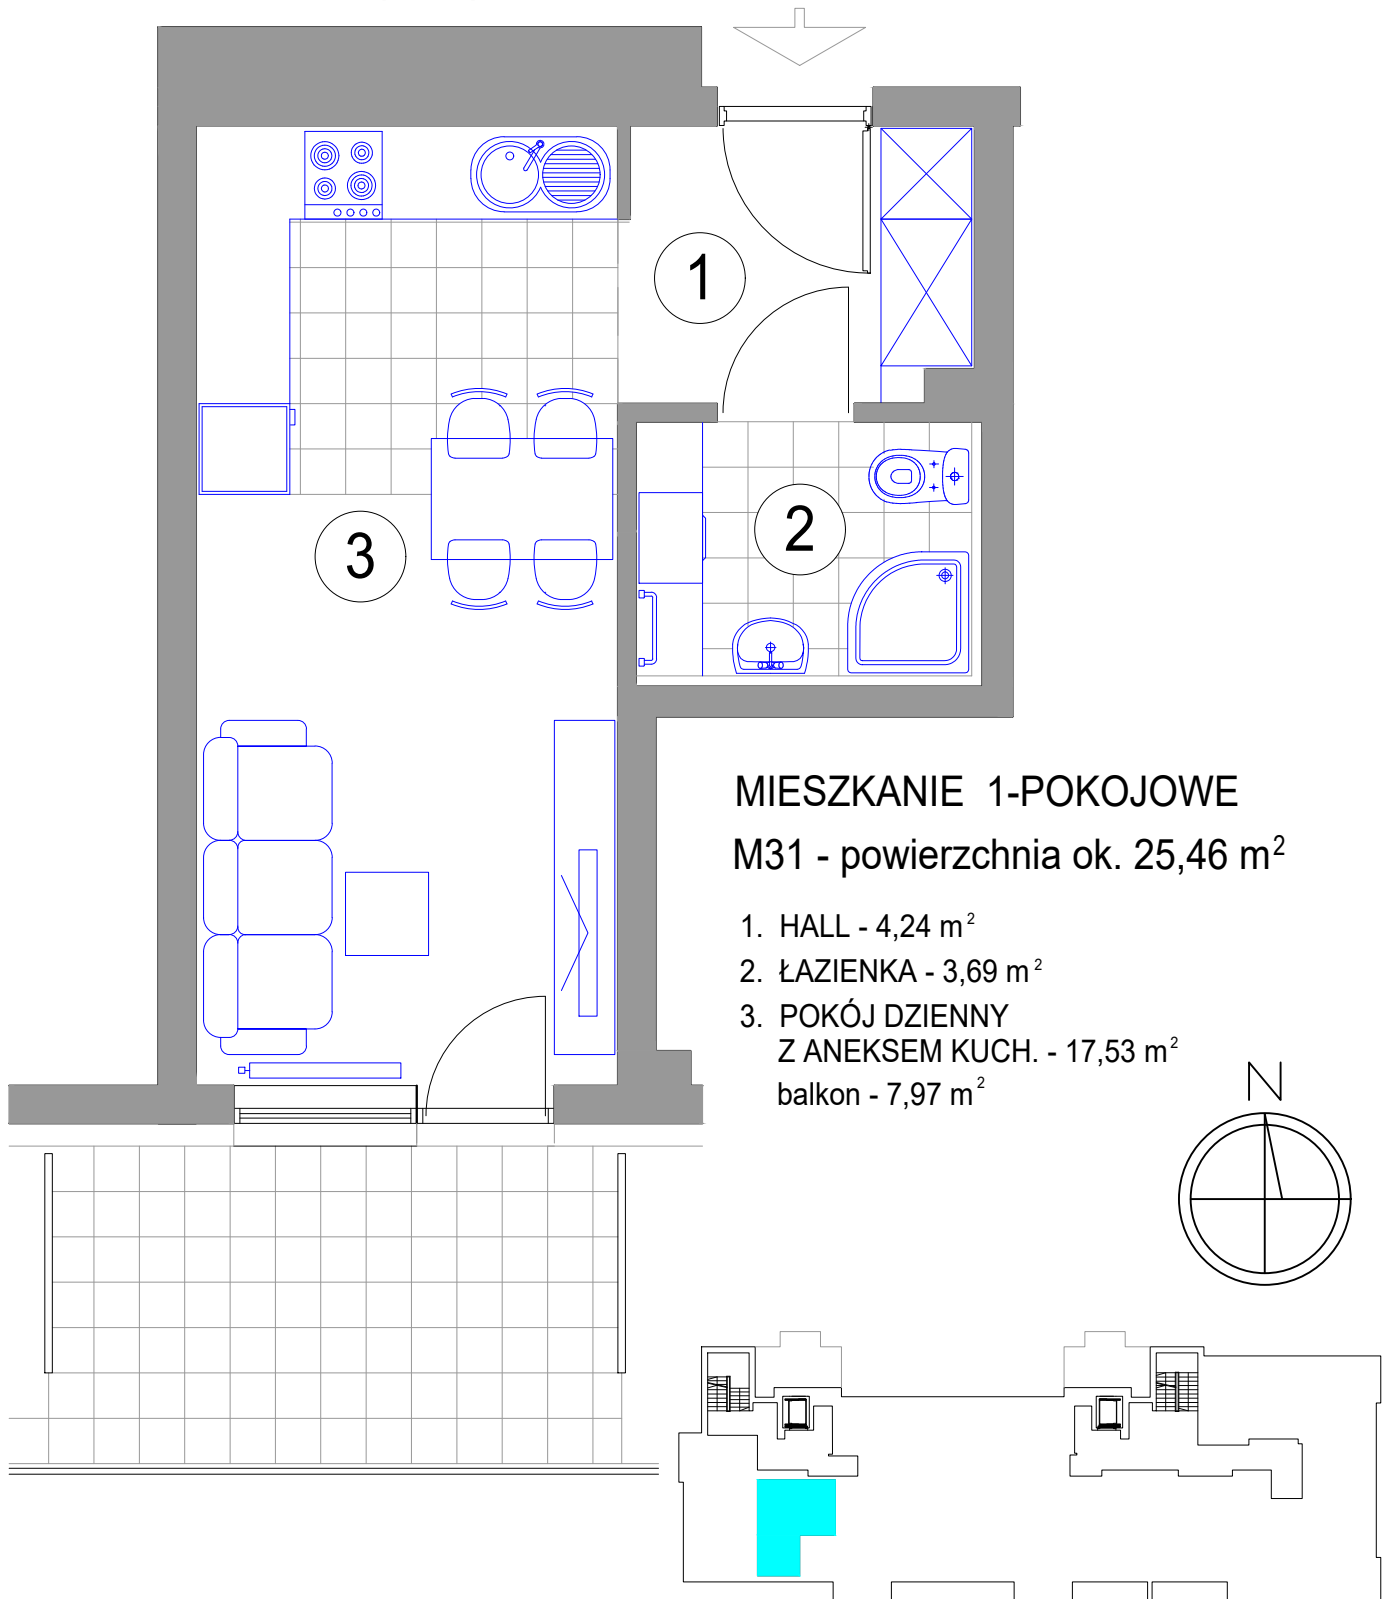 1
2
3
MIESZKANIE 1-POKOJOWE
M31 - powierzchnia ok. 25,46 m²
1. HALL - 4,24 m²
2. ŁAZIENKA - 3,69 m²
3. POKÓJ DZIENNY
Z ANEKSEM KUCH. - 17,53 m²
balkon - 7,97 m²
N